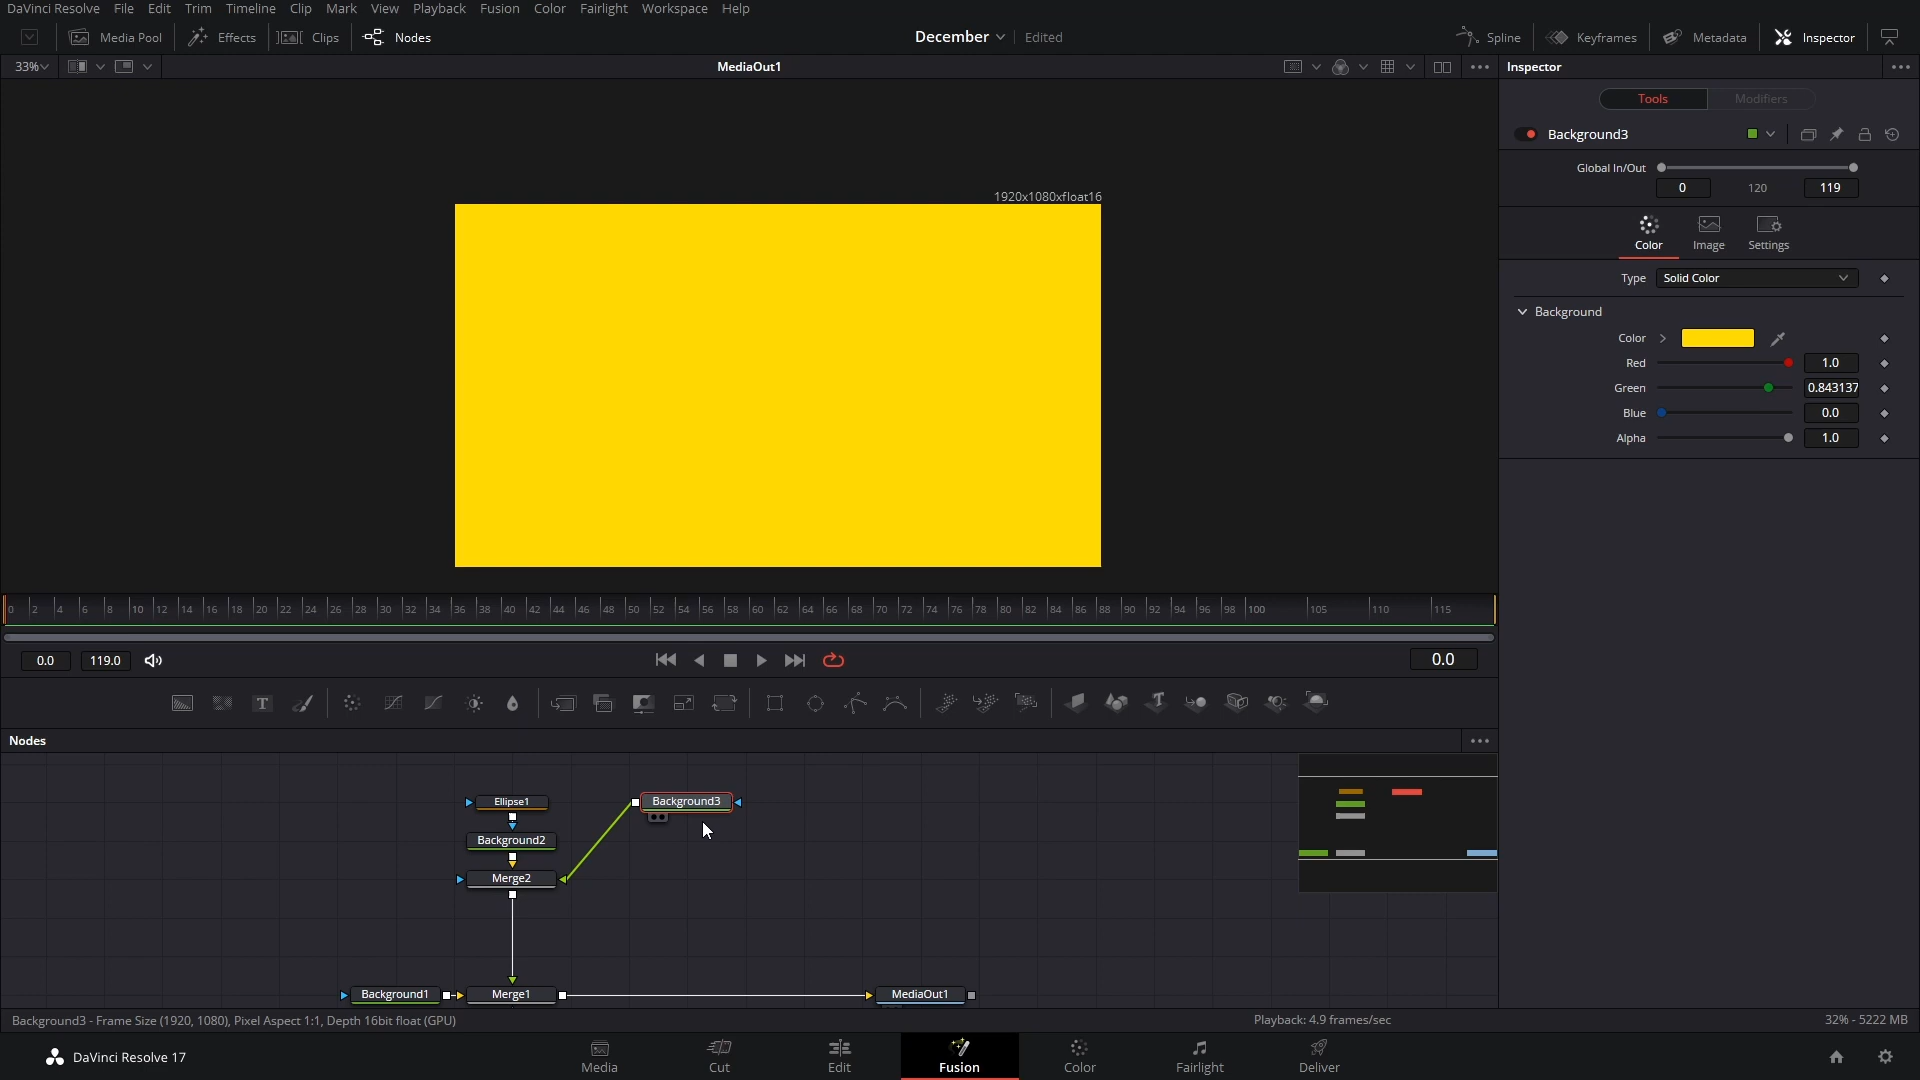 DaVinci Resolve File Edit Trim Timeline Clip Mark View Playback Fusion Color Fairlight Workspace Help
Media Pool Effects Clips Nodes December Edited Spline Keyframes Metadata Inspector
33% MediaOut1 Inspector
Tools Modifiers
Background3
Global In/Out
0 120 119
1920x1080xfloat16
Color Image Settings
Type Solid Color
Background
Color
Red 1.0
Green 0.843137
Blue 0.0
Alpha 1.0
0 2 4 6 8 10 12 14 16 18 20 22 24 26 28 30 32 34 36 38 40 42 44 46 48 50 52 54 56 58 60 62 64 66 68 70 72 74 76 78 80 82 84 86 88 90 92 94 96 98 100 105 110 115
0.0 119.0 0.0
Nodes
Ellipse1 Background3
Background2
Merge2
Background1 Merge1 MediaOut1
Background3 - Frame Size (1920, 1080), Pixel Aspect 1:1, Depth 16bit float (GPU) Playback: 4.9 frames/sec 32% - 5222 MB
DaVinci Resolve 17 Media Cut Edit Fusion Color Fairlight Deliver